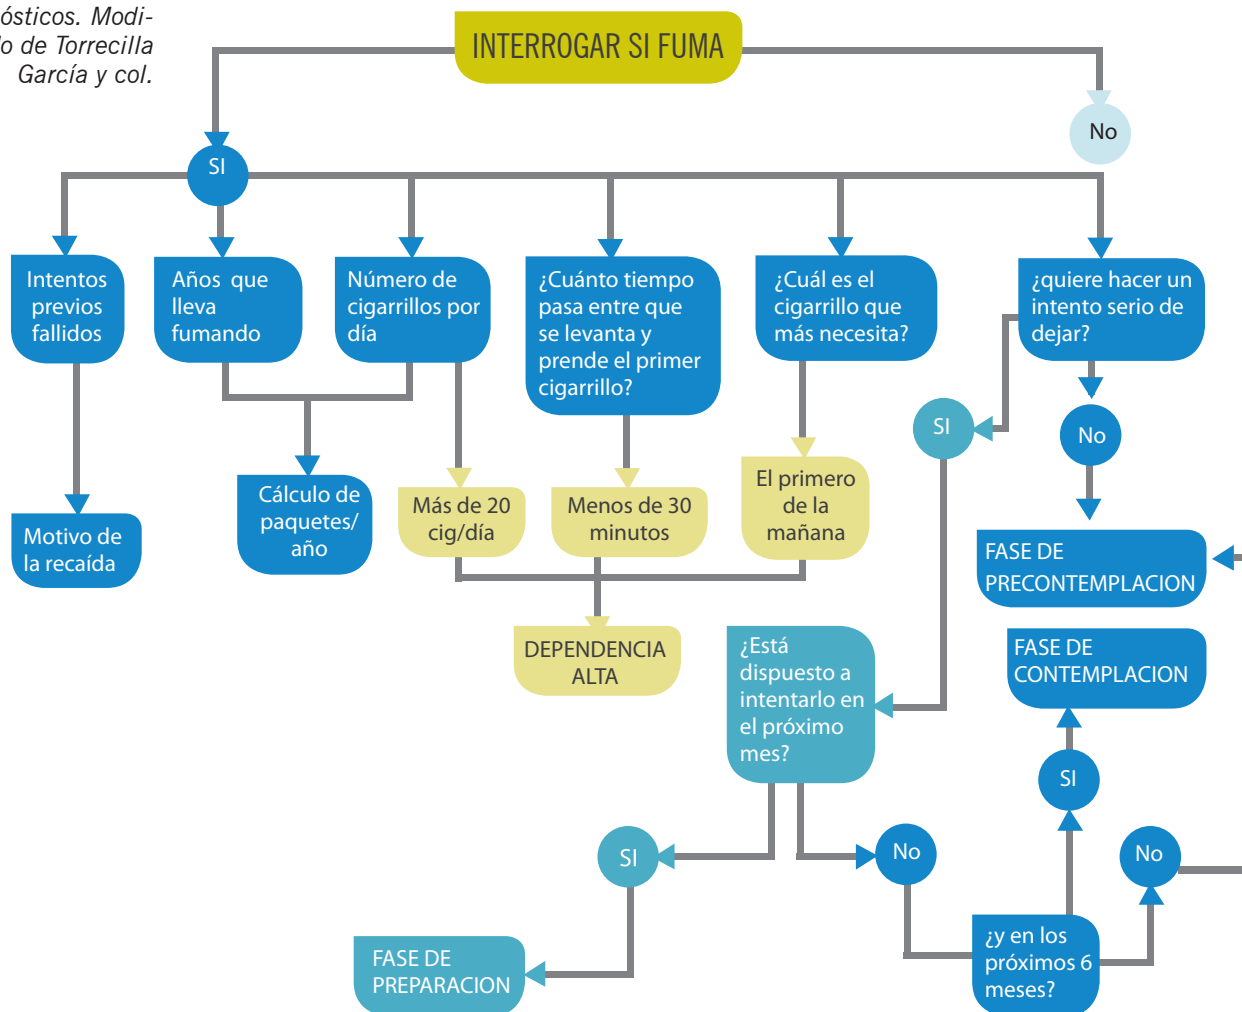 ósticos. Modi-
o de Torrecilla
García y col.
INTERROGAR SI FUMA
No
SI
Intentos
previos
fallidos
Años que
lleva
fumando
Número de
cigarrillos por
día
¿Cuánto tiempo
pasa entre que
se levanta y
prende el primer
cigarrillo?
¿Cuál es el
cigarrillo que
más necesita?
¿quiere hacer un
intento serio de
dejar?
SI
No
Motivo de
la recaída
Cálculo de
paquetes/
año
Más de 20
cig/día
Menos de 30
minutos
El primero
de la
mañana
FASE DE
PRECONTEMPLACION
DEPENDENCIA
ALTA
¿Está
dispuesto a
intentarlo en
el próximo
mes?
FASE DE
CONTEMPLACION
SI
SI
No
No
FASE DE
PREPARACION
¿y en los
próximos 6
meses?